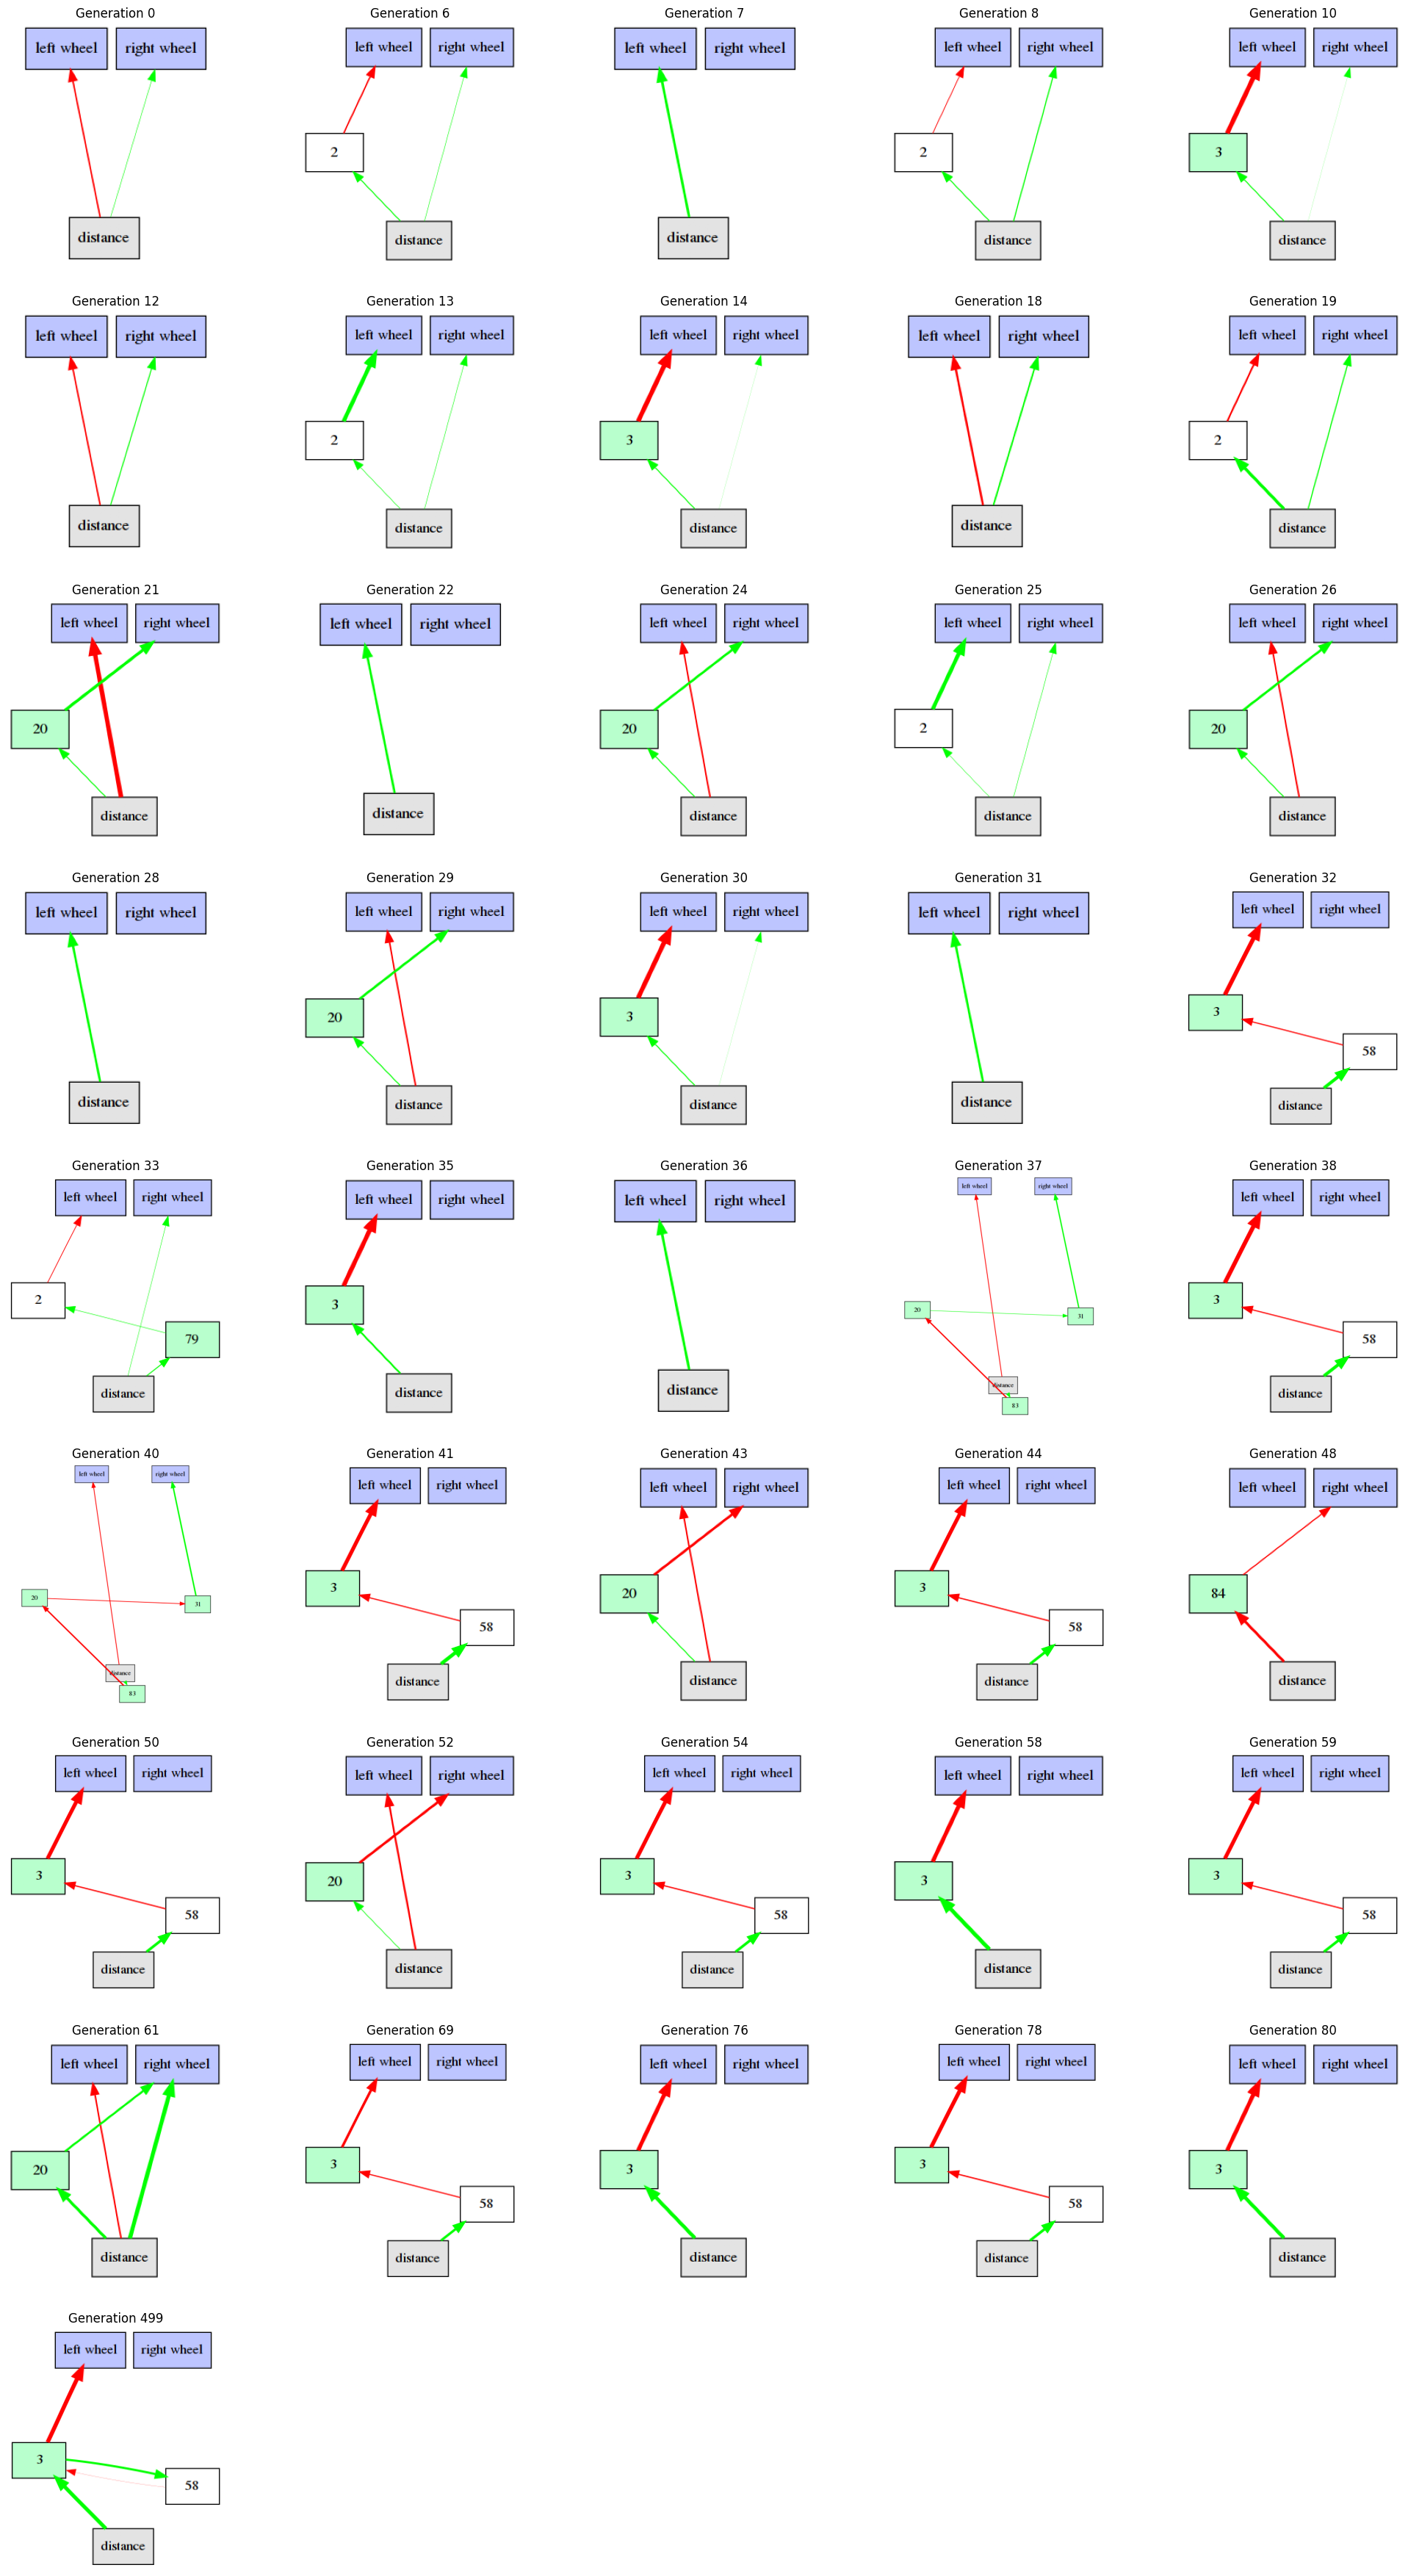 Generation 0
left wheel
right wheel
distance
Generation 6
left wheel
right wheel
2
distance
Generation 7
left wheel
right wheel
distance
Generation 8
left wheel
right wheel
2
distance
Generation 10
left wheel
right wheel
3
distance
Generation 12
left wheel
right wheel
distance
Generation 13
left wheel
right wheel
2
distance
Generation 14
left wheel
right wheel
3
distance
Generation 18
left wheel
right wheel
distance
Generation 19
left wheel
right wheel
2
distance
Generation 21
left wheel
right wheel
20
distance
Generation 22
left wheel
right wheel
distance
Generation 24
left wheel
right wheel
20
distance
Generation 25
left wheel
right wheel
2
distance
Generation 26
left wheel
right wheel
20
distance
Generation 28
left wheel
right wheel
distance
Generation 29
left wheel
right wheel
20
distance
Generation 30
left wheel
right wheel
3
distance
Generation 31
left wheel
right wheel
distance
Generation 32
left wheel
right wheel
3
58
distance
Generation 33
left wheel
right wheel
2
79
distance
Generation 35
left wheel
right wheel
3
distance
Generation 36
left wheel
right wheel
distance
Generation 37
left wheel
right wheel
20
31
distance
83
Generation 38
left wheel
right wheel
3
58
distance
Generation 40
left wheel
right wheel
20
31
distance
83
Generation 41
left wheel
right wheel
3
58
distance
Generation 43
left wheel
right wheel
20
distance
Generation 44
left wheel
right wheel
3
58
distance
Generation 48
left wheel
right wheel
84
distance
Generation 50
left wheel
right wheel
3
58
distance
Generation 52
left wheel
right wheel
20
distance
Generation 54
left wheel
right wheel
3
58
distance
Generation 58
left wheel
right wheel
3
distance
Generation 59
left wheel
right wheel
3
58
distance
Generation 61
left wheel
right wheel
20
distance
Generation 69
left wheel
right wheel
3
58
distance
Generation 76
left wheel
right wheel
3
distance
Generation 78
left wheel
right wheel
3
58
distance
Generation 80
left wheel
right wheel
3
distance
Generation 499
left wheel
right wheel
3
58
distance